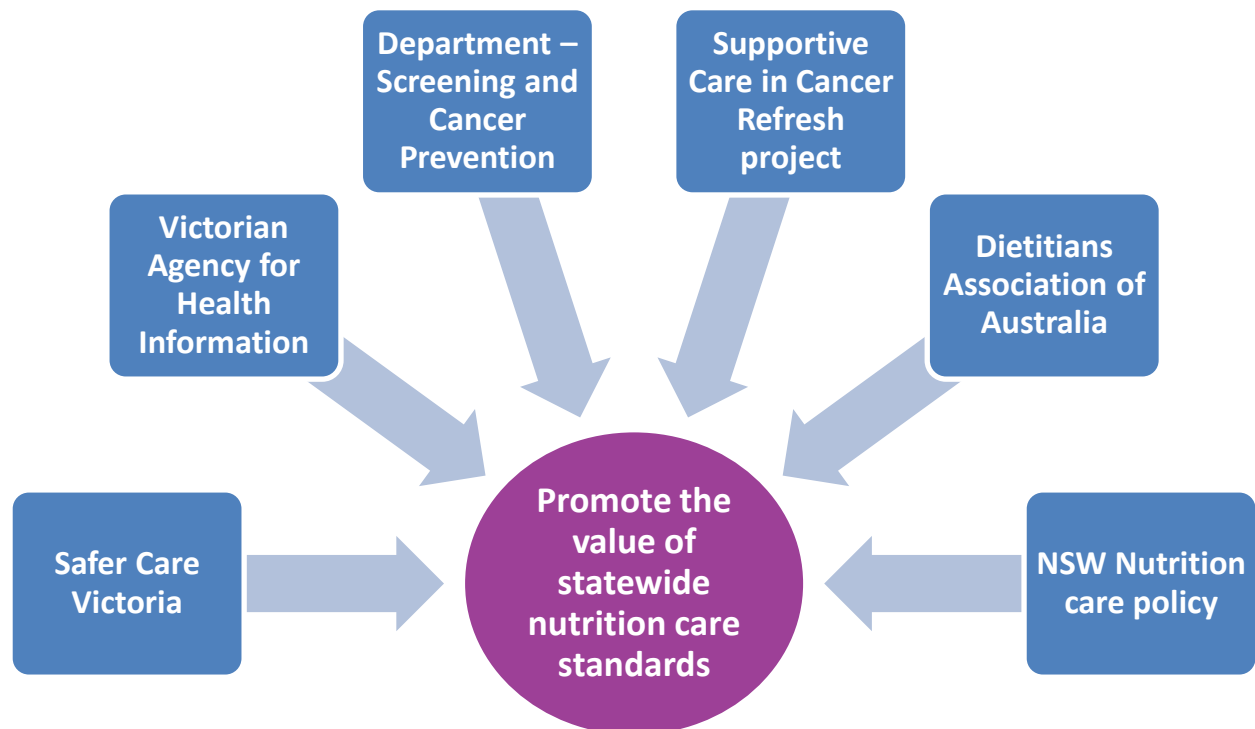 Department –
Screening and
Cancer
Prevention
Supportive
Care in Cancer
Refresh
project
Victorian
Agency for
Health
Information
Dietitians
Association of
Australia
Safer Care
Victoria
Promote the
value of
statewide
nutrition care
standards
NSW Nutrition
care policy